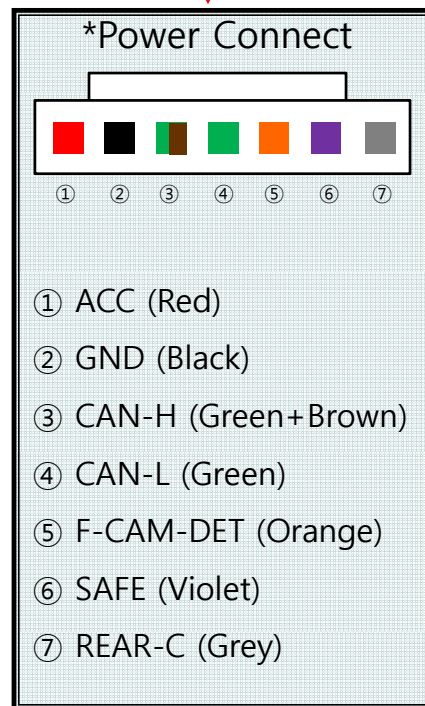 *Power Connect
① ② ③ ④ ⑤ ⑥ ⑦
① ACC (Red)
② GND (Black)
③ CAN-H (Green+Brown)
④ CAN-L (Green)
⑤ F-CAM-DET (Orange)
⑥ SAFE (Violet)
⑦ REAR-C (Grey)